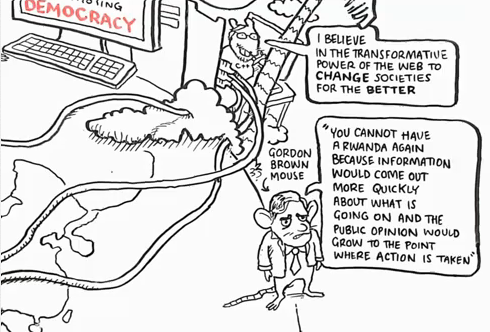 DEMOCRACY
C++
I BELIEVE
IN THE TRANSFORMATIVE
POWER OF THE WEB TO
CHANGE SOCIETIES
FOR THE BETTER
GORDON
BROWN
MOUSE
"YOU CANNOT HAVE
A RWANDA AGAIN
BECAUSE INFORMATION
WOULD COME OUT
MORE QUICKLY
ABOUT WHAT IS
GOING ON AND THE
PUBLIC OPINION WOULD
GROW TO THE POINT
WHERE ACTION IS TAKEN"